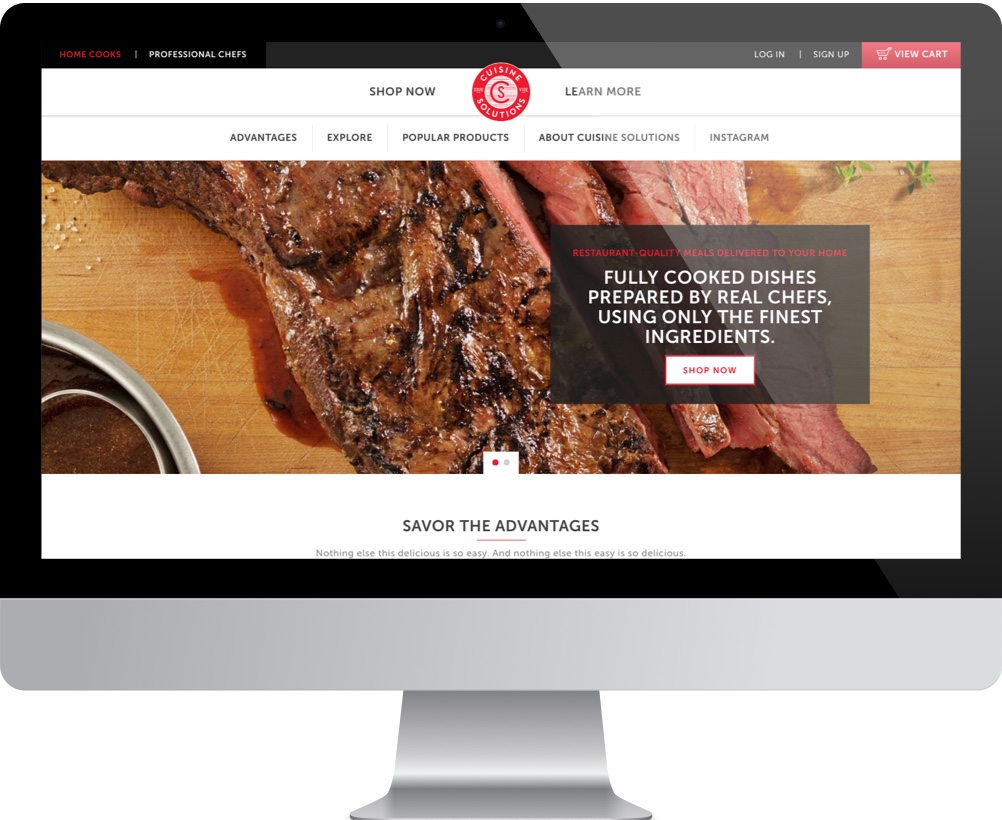 HOME COOKS | PROFESSIONAL CHEFS
LOG IN | SIGN UP
VIEW CART
SHOP NOW
CUISINE SOLUTIONS
CS
LEARN MORE
ADVANTAGES
EXPLORE
POPULAR PRODUCTS
ABOUT CUISINE SOLUTIONS
INSTAGRAM
RESTAURANT-QUALITY MEALS DELIVERED TO YOUR HOME
FULLY COOKED DISHES
PREPARED BY REAL CHEFS,
USING ONLY THE FINEST
INGREDIENTS.
SHOP NOW
SAVOR THE ADVANTAGES
Nothing else this delicious is so easy. And nothing else this easy is so delicious.